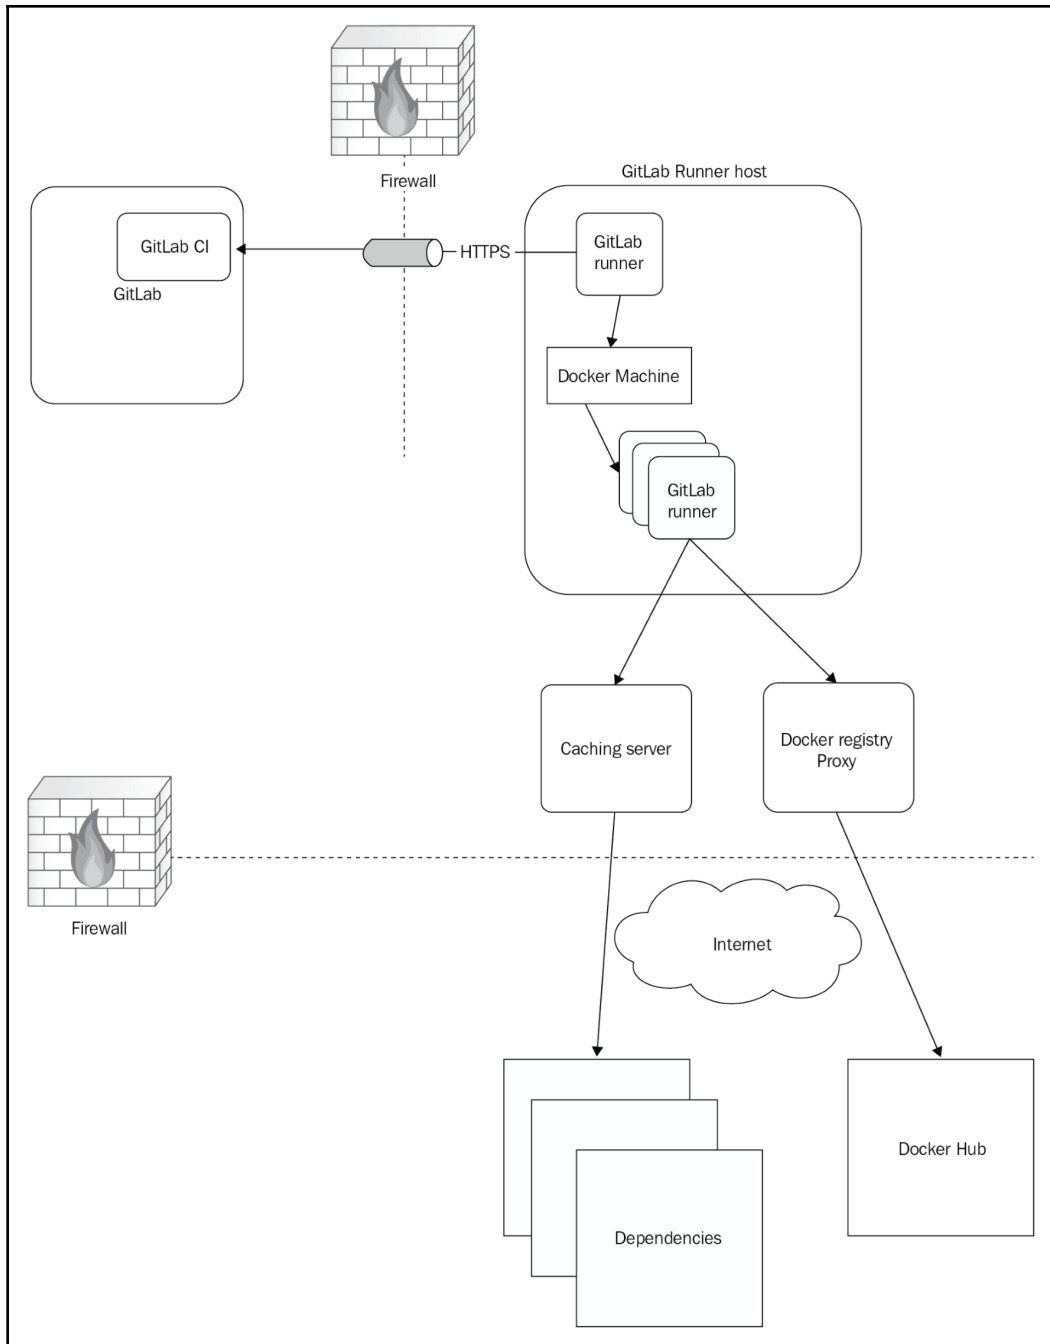 Firewall
GitLab Runner host
GitLab CI
GitLab
HTTPS
GitLab
runner
Docker Machine
GitLab
runner
Caching server
Docker registry
Proxy
Firewall
Internet
Dependencies
Docker Hub